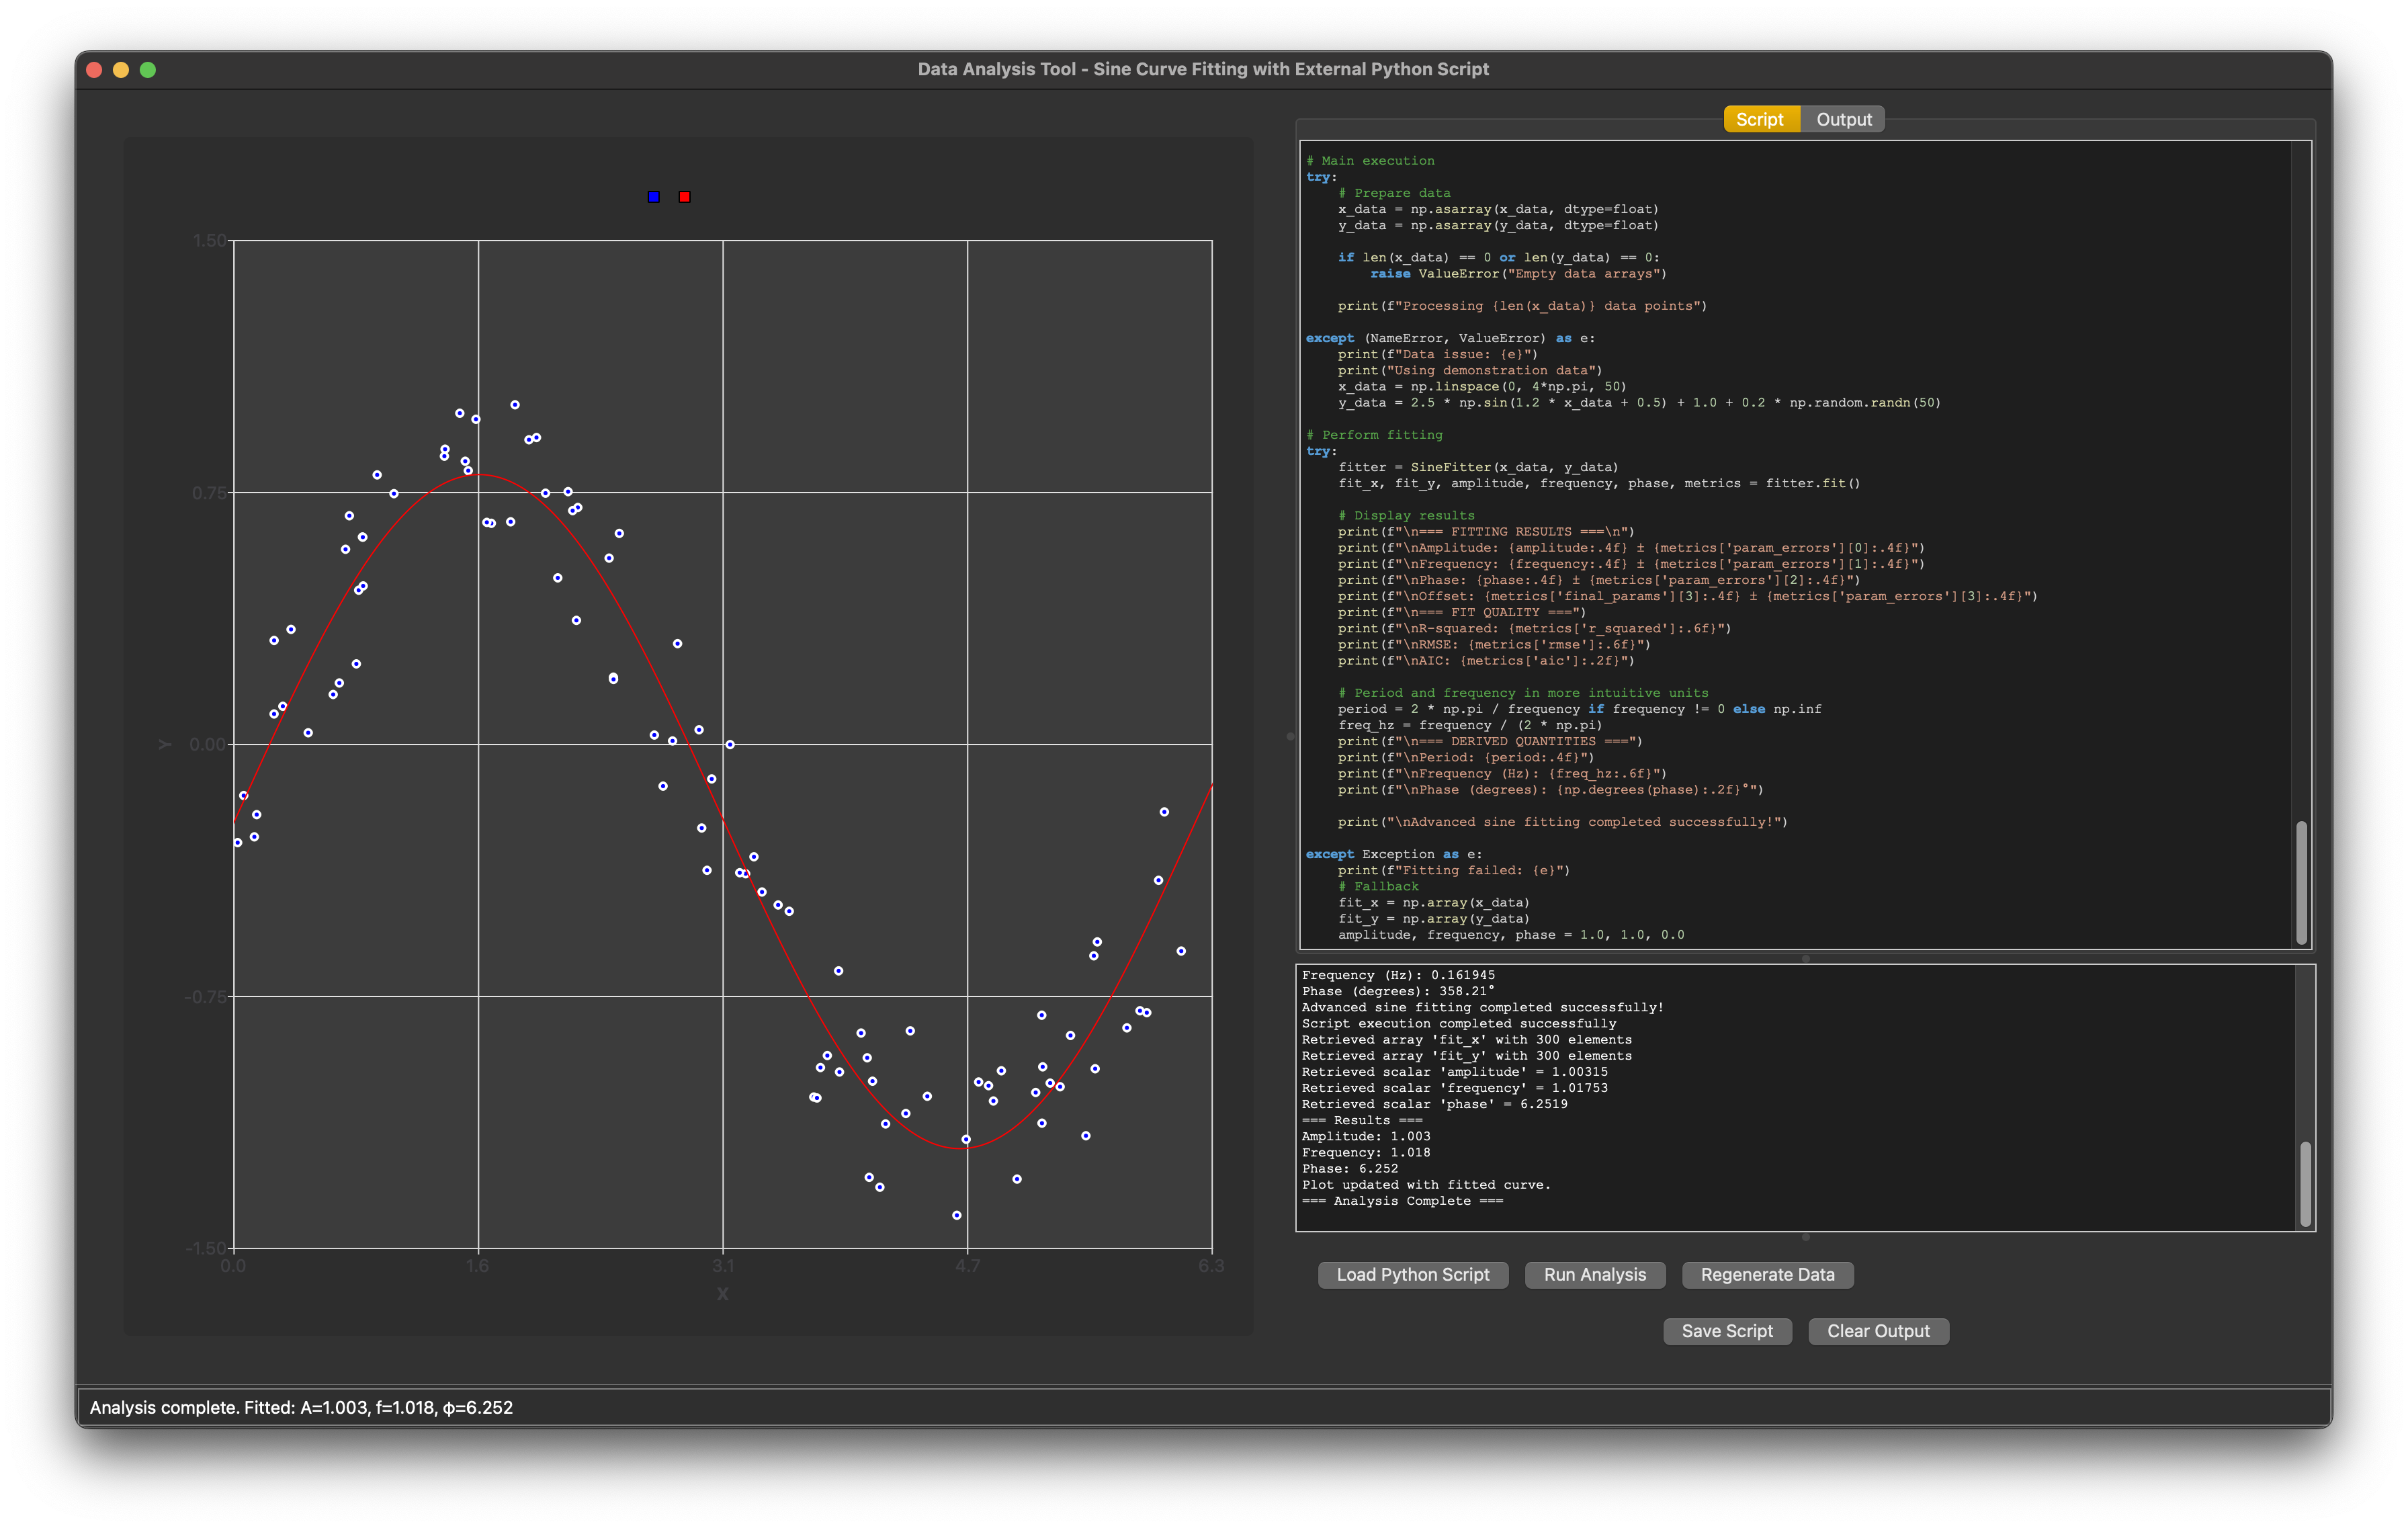 Data Analysis Tool - Sine Curve Fitting with External Python Script
1.50
0.75
0.00
-0.75
-1.50
Y
0.0
1.6
3.1
4.7
6.3
X
Script
Output
# Main execution
try:
    # Prepare data
    x_data = np.asarray(x_data, dtype=float)
    y_data = np.asarray(y_data, dtype=float)
    if len(x_data) == 0 or len(y_data) == 0:
        raise ValueError("Empty data arrays")
    print(f"Processing {len(x_data)} data points")
except (NameError, ValueError) as e:
    print(f"Data issue: {e}")
    print("Using demonstration data")
    x_data = np.linspace(0, 4*np.pi, 50)
    y_data = 2.5 * np.sin(1.2 * x_data + 0.5) + 1.0 + 0.2 * np.random.randn(50)
# Perform fitting
try:
    fitter = SineFitter(x_data, y_data)
    fit_x, fit_y, amplitude, frequency, phase, metrics = fitter.fit()
    # Display results
    print(f"\n=== FITTING RESULTS ===\n")
    print(f"\nAmplitude: {amplitude:.4f} ± {metrics['param_errors'][0]:.4f}")
    print(f"\nFrequency: {frequency:.4f} ± {metrics['param_errors'][1]:.4f}")
    print(f"\nPhase: {phase:.4f} ± {metrics['param_errors'][2]:.4f}")
    print(f"\nOffset: {metrics['final_params'][3]:.4f} ± {metrics['param_errors'][3]:.4f}")
    print(f"\n=== FIT QUALITY ===")
    print(f"\nR-squared: {metrics['r_squared']:.6f}")
    print(f"\nRMSE: {metrics['rmse']:.6f}")
    print(f"\nAIC: {metrics['aic']:.2f}")
    # Period and frequency in more intuitive units
    period = 2 * np.pi / frequency if frequency != 0 else np.inf
    freq_hz = frequency / (2 * np.pi)
    print(f"\n=== DERIVED QUANTITIES ===")
    print(f"\nPeriod: {period:.4f}")
    print(f"\nFrequency (Hz): {freq_hz:.6f}")
    print(f"\nPhase (degrees): {np.degrees(phase):.2f}°")
    print("\nAdvanced sine fitting completed successfully!")
except Exception as e:
    print(f"Fitting failed: {e}")
    # Fallback
    fit_x = np.array(x_data)
    fit_y = np.array(y_data)
    amplitude, frequency, phase = 1.0, 1.0, 0.0
Frequency (Hz): 0.161945
Phase (degrees): 358.21°
Advanced sine fitting completed successfully!
Script execution completed successfully
Retrieved array 'fit_x' with 300 elements
Retrieved array 'fit_y' with 300 elements
Retrieved scalar 'amplitude' = 1.00315
Retrieved scalar 'frequency' = 1.01753
Retrieved scalar 'phase' = 6.2519
=== Results ===
Amplitude: 1.003
Frequency: 1.018
Phase: 6.252
Plot updated with fitted curve.
=== Analysis Complete ===
Load Python Script
Run Analysis
Regenerate Data
Save Script
Clear Output
Analysis complete. Fitted: A=1.003, f=1.018, φ=6.252